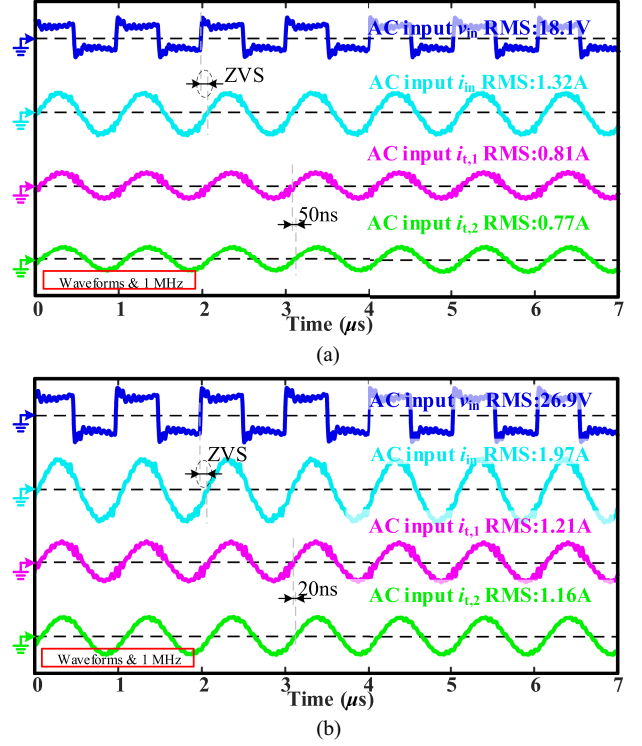 AC input vin RMS:18.1V
ZVS
AC input iin RMS:1.32A
AC input it,1 RMS:0.81A
50ns
AC input it,2 RMS:0.77A
Waveforms & 1 MHz
0 1 2 3 4 5 6 7
Time (μs)
(a)
AC input vin RMS:26.9V
ZVS
AC input iin RMS:1.97A
AC input it,1 RMS:1.21A
20ns
AC input it,2 RMS:1.16A
Waveforms & 1 MHz
0 1 2 3 4 5 6 7
Time (μs)
(b)